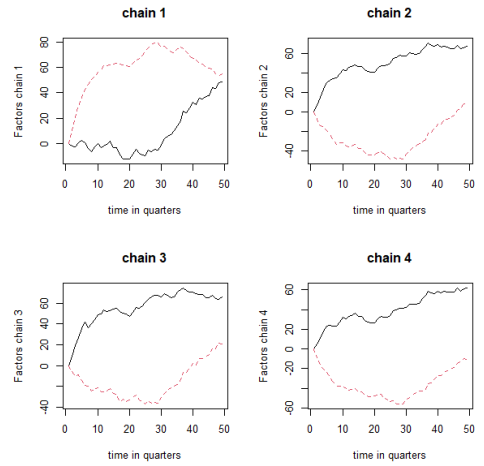 chain 1
Factors chain 1
80
60
40
20
0
0 10 20 30 40 50
time in quarters
chain 2
Factors chain 2
60
20
0
-40
0 10 20 30 40 50
time in quarters
chain 3
Factors chain 3
60
40
20
0
-40
0 10 20 30 40 50
time in quarters
chain 4
Factors chain 4
60
20
0
-20
-60
0 10 20 30 40 50
time in quarters